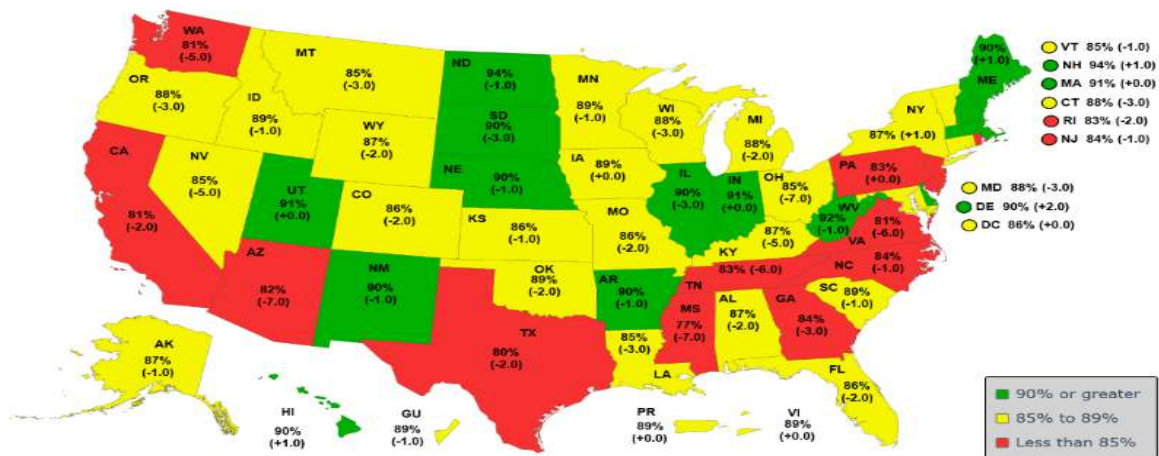 WA
81%
(-5.0)
OR
88%
(-3.0)
CA
81%
(-2.0)
NV
85%
(-5.0)
ID
89%
(-1.0)
MT
85%
(-3.0)
WY
87%
(-2.0)
UT
91%
(+0.0)
AZ
82%
(-7.0)
CO
86%
(-2.0)
NM
90%
(-1.0)
ND
94%
(-1.0)
SD
90%
(-3.0)
NE
90%
(-1.0)
KS
86%
(-1.0)
OK
89%
(-2.0)
TX
80%
(-2.0)
MN
89%
(-1.0)
IA
89%
(+0.0)
MO
86%
(-2.0)
AR
90%
(-1.0)
85%
(-3.0)
LA
WI
88%
(-3.0)
IL
90%
(-3.0)
MI
88%
(-2.0)
IN
91%
(+0.0)
OH
85%
(-7.0)
87%
(-5.0)
KY
83% (-6.0)
TN
MS
77%
(-7.0)
AL
87%
(-2.0)
GA
84%
(-3.0)
FL
86%
(-2.0)
SC
89%
(-1.0)
84%
NC
(-1.0)
81%
(-6.0)
VA
WV
92%
(-1.0)
PA
83%
(+0.0)
NY
87% (+1.0)
90%
(+1.0)
ME
VT 85% (-1.0)
NH 94% (+1.0)
MA 91% (+0.0)
CT 88% (-3.0)
RI 83% (-2.0)
NJ 84% (-1.0)
MD 88% (-3.0)
DE 90% (+2.0)
DC 86% (+0.0)
AK
87%
(-1.0)
HI
90%
(+1.0)
GU
89%
(-1.0)
PR
89%
(+0.0)
VI
89%
(+0.0)
90% or greater
85% to 89%
Less than 85%